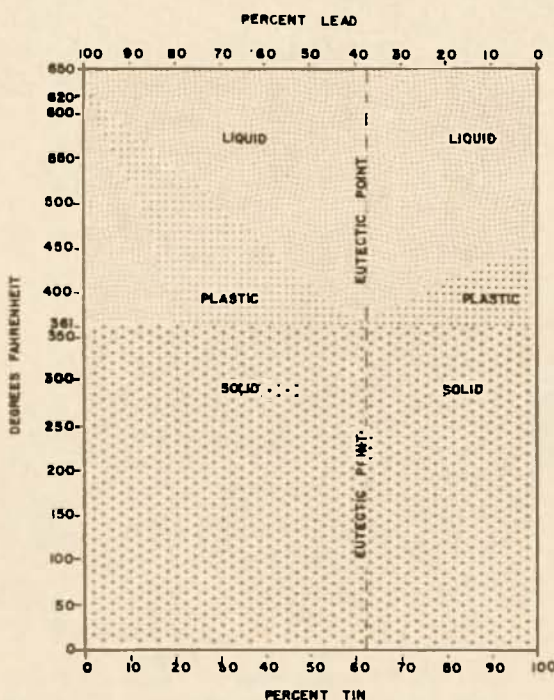 PERCENT LEAD
100 90 80 70 60 50 40 30 20 10 0
650
620
600
550
500
450
400
361
350
300
250
200
150
100
50
0
DEGREES FAHRENHEIT
LIQUID
LIQUID
EUTECTIC POINT
PLASTIC
PLASTIC
SOLID
SOLID
EUTECTIC
0 10 20 30 40 50 60 70 80 90 100
PERCENT TIN